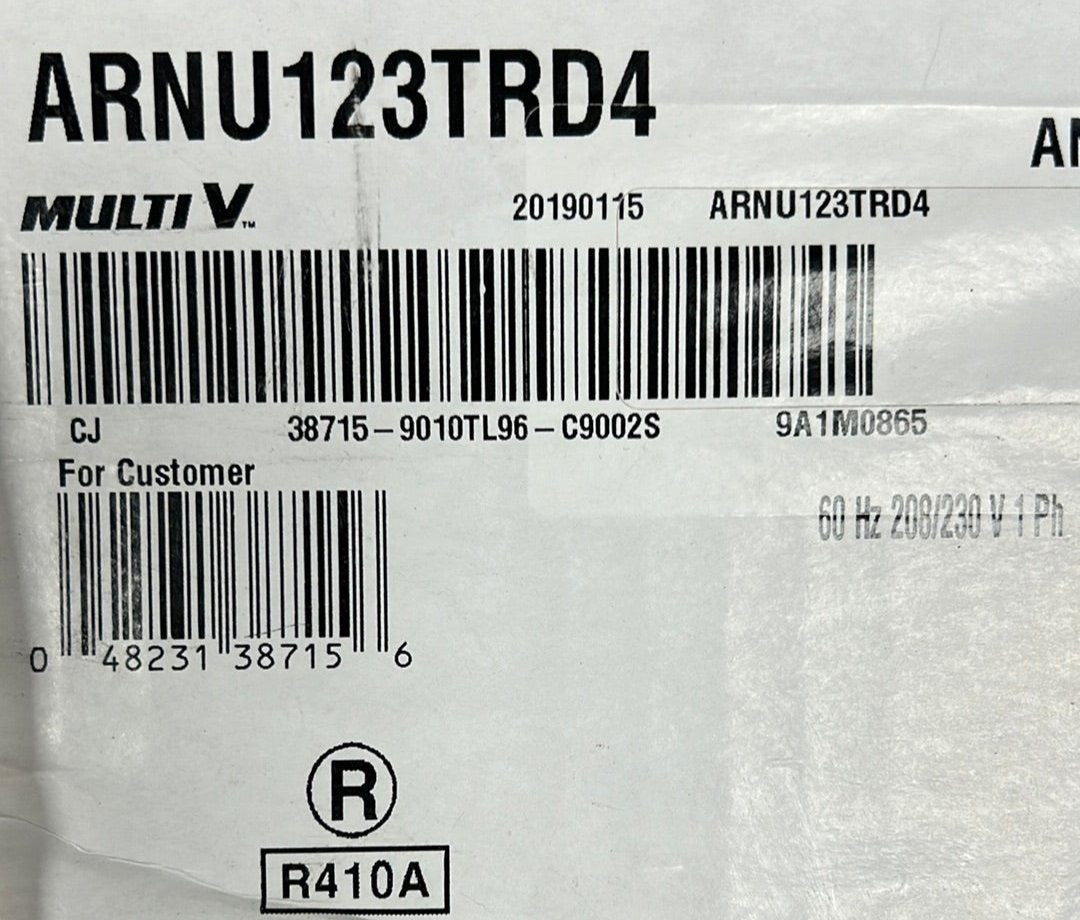 ARNU123TRD4
MULTI V™ 20190115 ARNU123TRD4
CJ 38715-9010TL96-C9002S 9A1M0865
For Customer
60 Hz 208/230 V 1 Ph
0 48231 38715 6
R
R410A